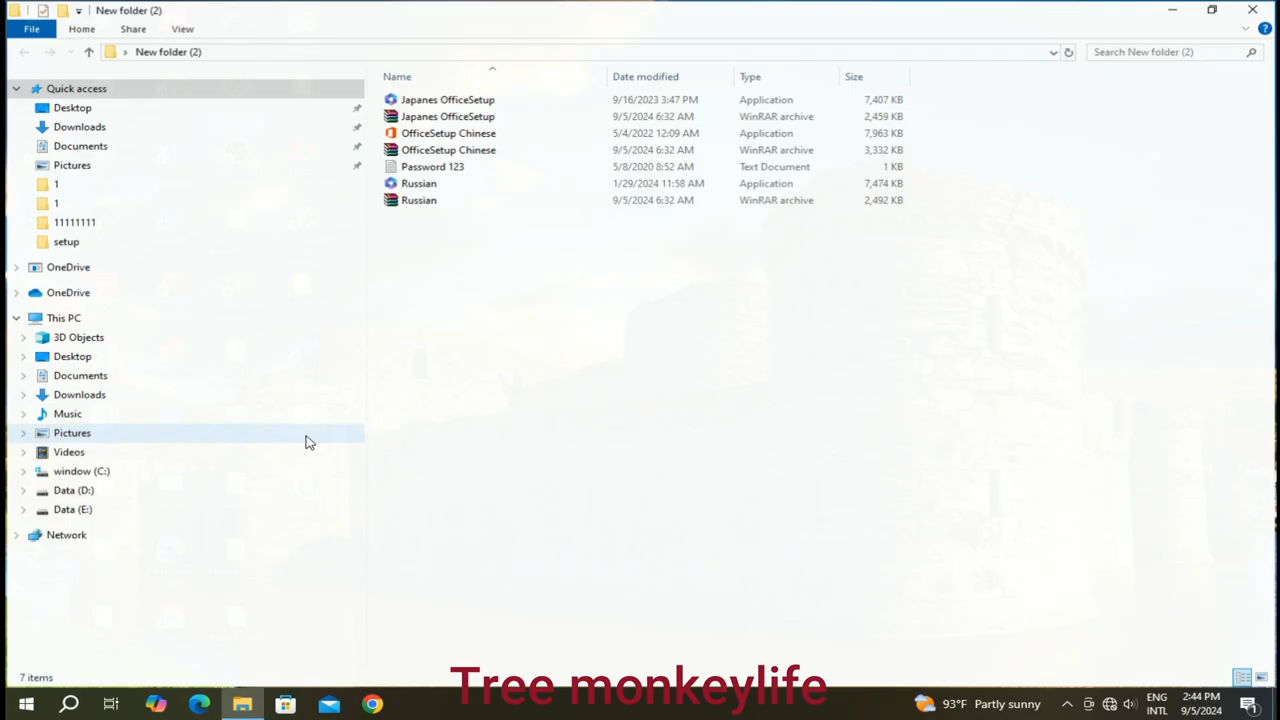 New folder (2)
File Home Share View
New folder (2)
Search New folder (2)
Name Date modified Type Size
Quick access
Desktop
Downloads
Documents
Pictures
1
1
11111111
setup
OneDrive
OneDrive
This PC
3D Objects
Desktop
Documents
Downloads
Music
Pictures
Videos
window (C:)
Data (D:)
Data (E:)
Network
Japanes OfficeSetup 9/16/2023 3:47 PM Application 7,407 KB
Japanes OfficeSetup 9/5/2024 6:32 AM WinRAR archive 2,459 KB
OfficeSetup Chinese 5/4/2022 12:09 AM Application 7,963 KB
OfficeSetup Chinese 9/5/2024 6:32 AM WinRAR archive 3,332 KB
Password 123 5/8/2020 8:52 AM Text Document 1 KB
Russian 1/29/2024 11:58 AM Application 7,474 KB
Russian 9/5/2024 6:32 AM WinRAR archive 2,492 KB
7 items
Tree monkeylife
93°F Partly sunny
ENG
INTL
2:44 PM
9/5/2024
1